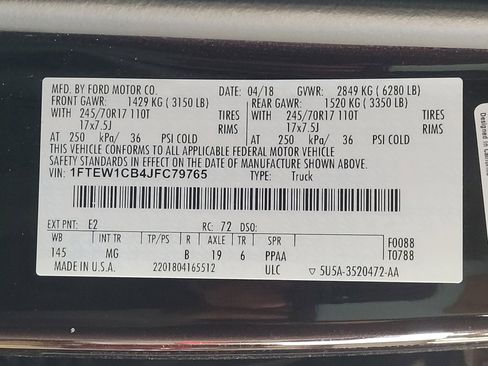 MFD. BY FORD MOTOR CO. DATE: 04/18 GVWR: 2849 KG ( 6280 LB)
FRONT GAWR: 1429 KG ( 3150 LB) REAR GAWR: 1520 KG ( 3350 LB)
WITH 245/70R17 110T TIRES WITH 245/70R17 110T TIRES
17x7.5J RIMS 17x7.5J RIMS
AT 250 kPa/ 36 PSI COLD AT 250 kPa/ 36 PSI COLD
THIS VEHICLE CONFORMS TO ALL APPLICABLE FEDERAL MOTOR VEHICLE
SAFETY STANDARDS IN EFFECT ON THE DATE OF MANUFACTURE SHOWN ABOVE.
VIN: 1FTEW1CB4JFC79765 TYPE: Truck
EXT PNT: E2 RC: 72 DSO:
WB INT TR TP/PS R AXLE TR SPR F0088
145 MG B 19 6 PPAA T0788
MADE IN U.S.A. 2201804165512 ULC 5U5A-3520472-AA
Designed in California